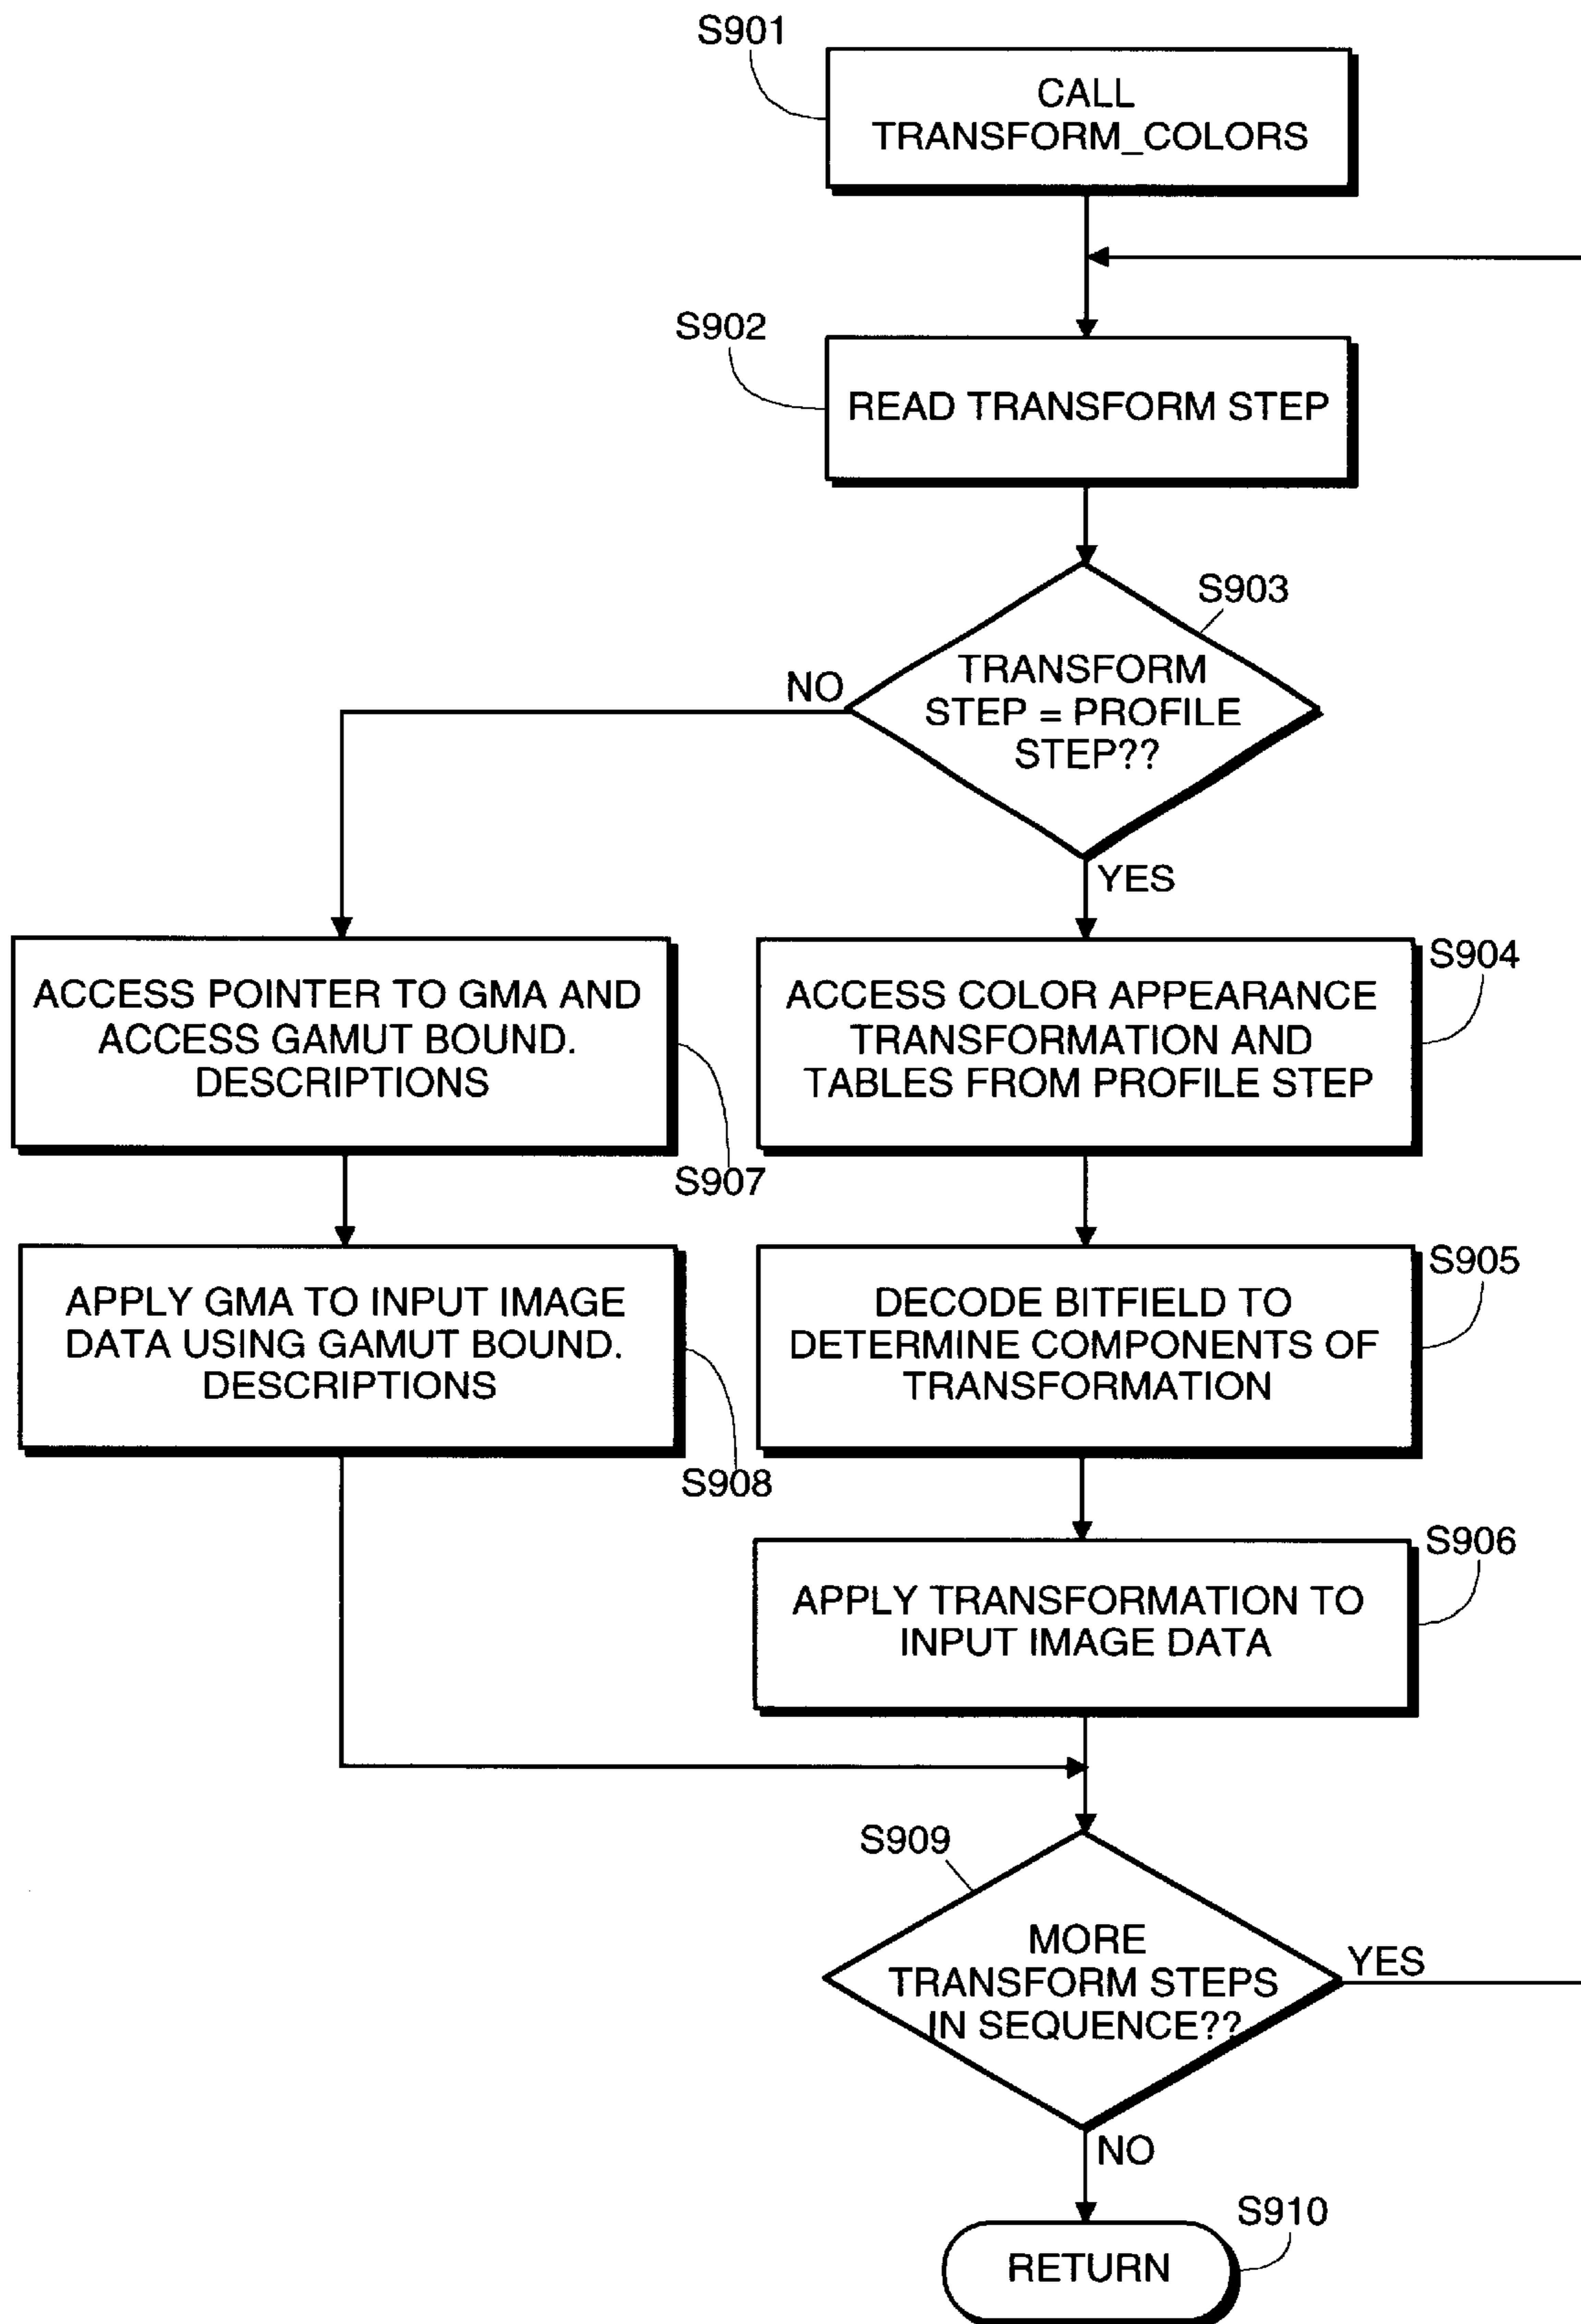 S901
CALL
TRANSFORM_COLORS
S902
READ TRANSFORM STEP
S903
TRANSFORM
STEP = PROFILE
STEP??
NO
YES
ACCESS POINTER TO GMA AND
ACCESS GAMUT BOUND.
DESCRIPTIONS
S907
ACCESS COLOR APPEARANCE
TRANSFORMATION AND
TABLES FROM PROFILE STEP
S904
APPLY GMA TO INPUT IMAGE
DATA USING GAMUT BOUND.
DESCRIPTIONS
S908
DECODE BITFIELD TO
DETERMINE COMPONENTS OF
TRANSFORMATION
S905
APPLY TRANSFORMATION TO
INPUT IMAGE DATA
S906
S909
MORE
TRANSFORM STEPS
IN SEQUENCE??
YES
NO
S910
RETURN